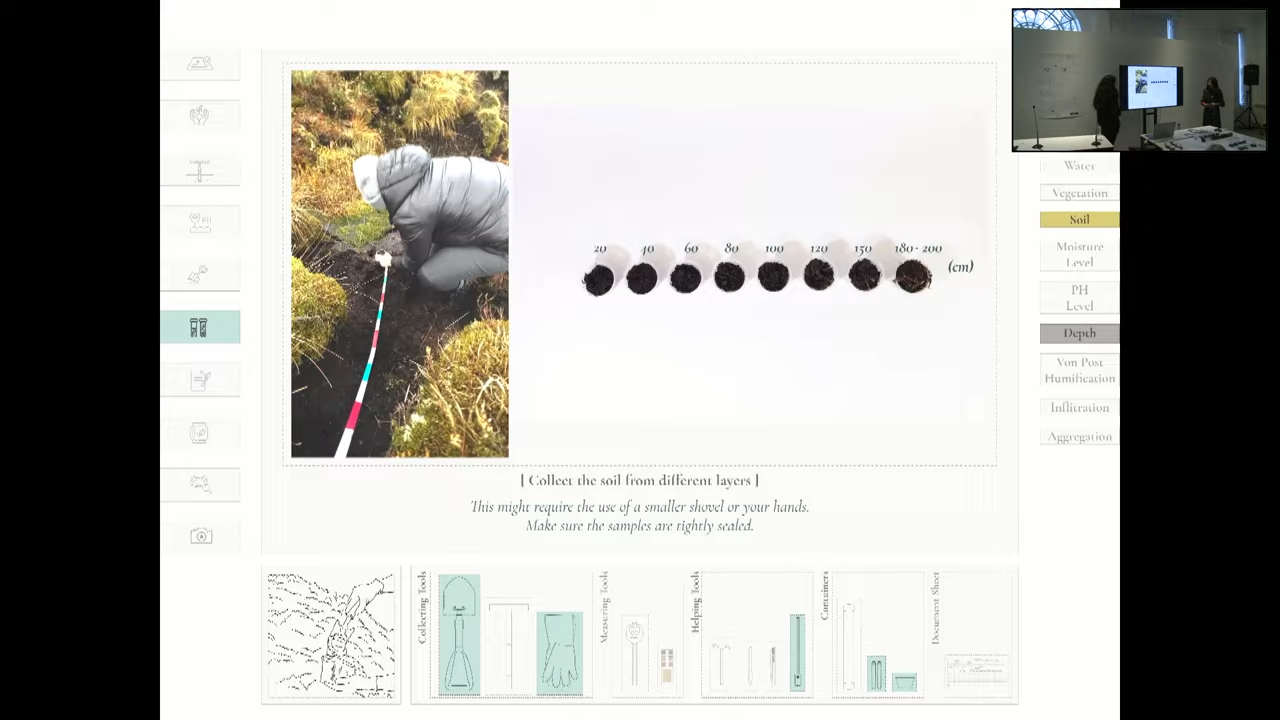 20 40 60 80 100 120 150 180 - 200
(cm)
[ Collect the soil from different layers ]
This might require the use of a smaller shovel or your hands.
Make sure the samples are tightly sealed.
Water
Vegetation
Soil
Moisture
Level
PH
Level
Depth
Von Post
Humification
Inflitration
Aggregation
Collecting Tools
Measuring Tools
Helping Tools
Containers
Document Sheet